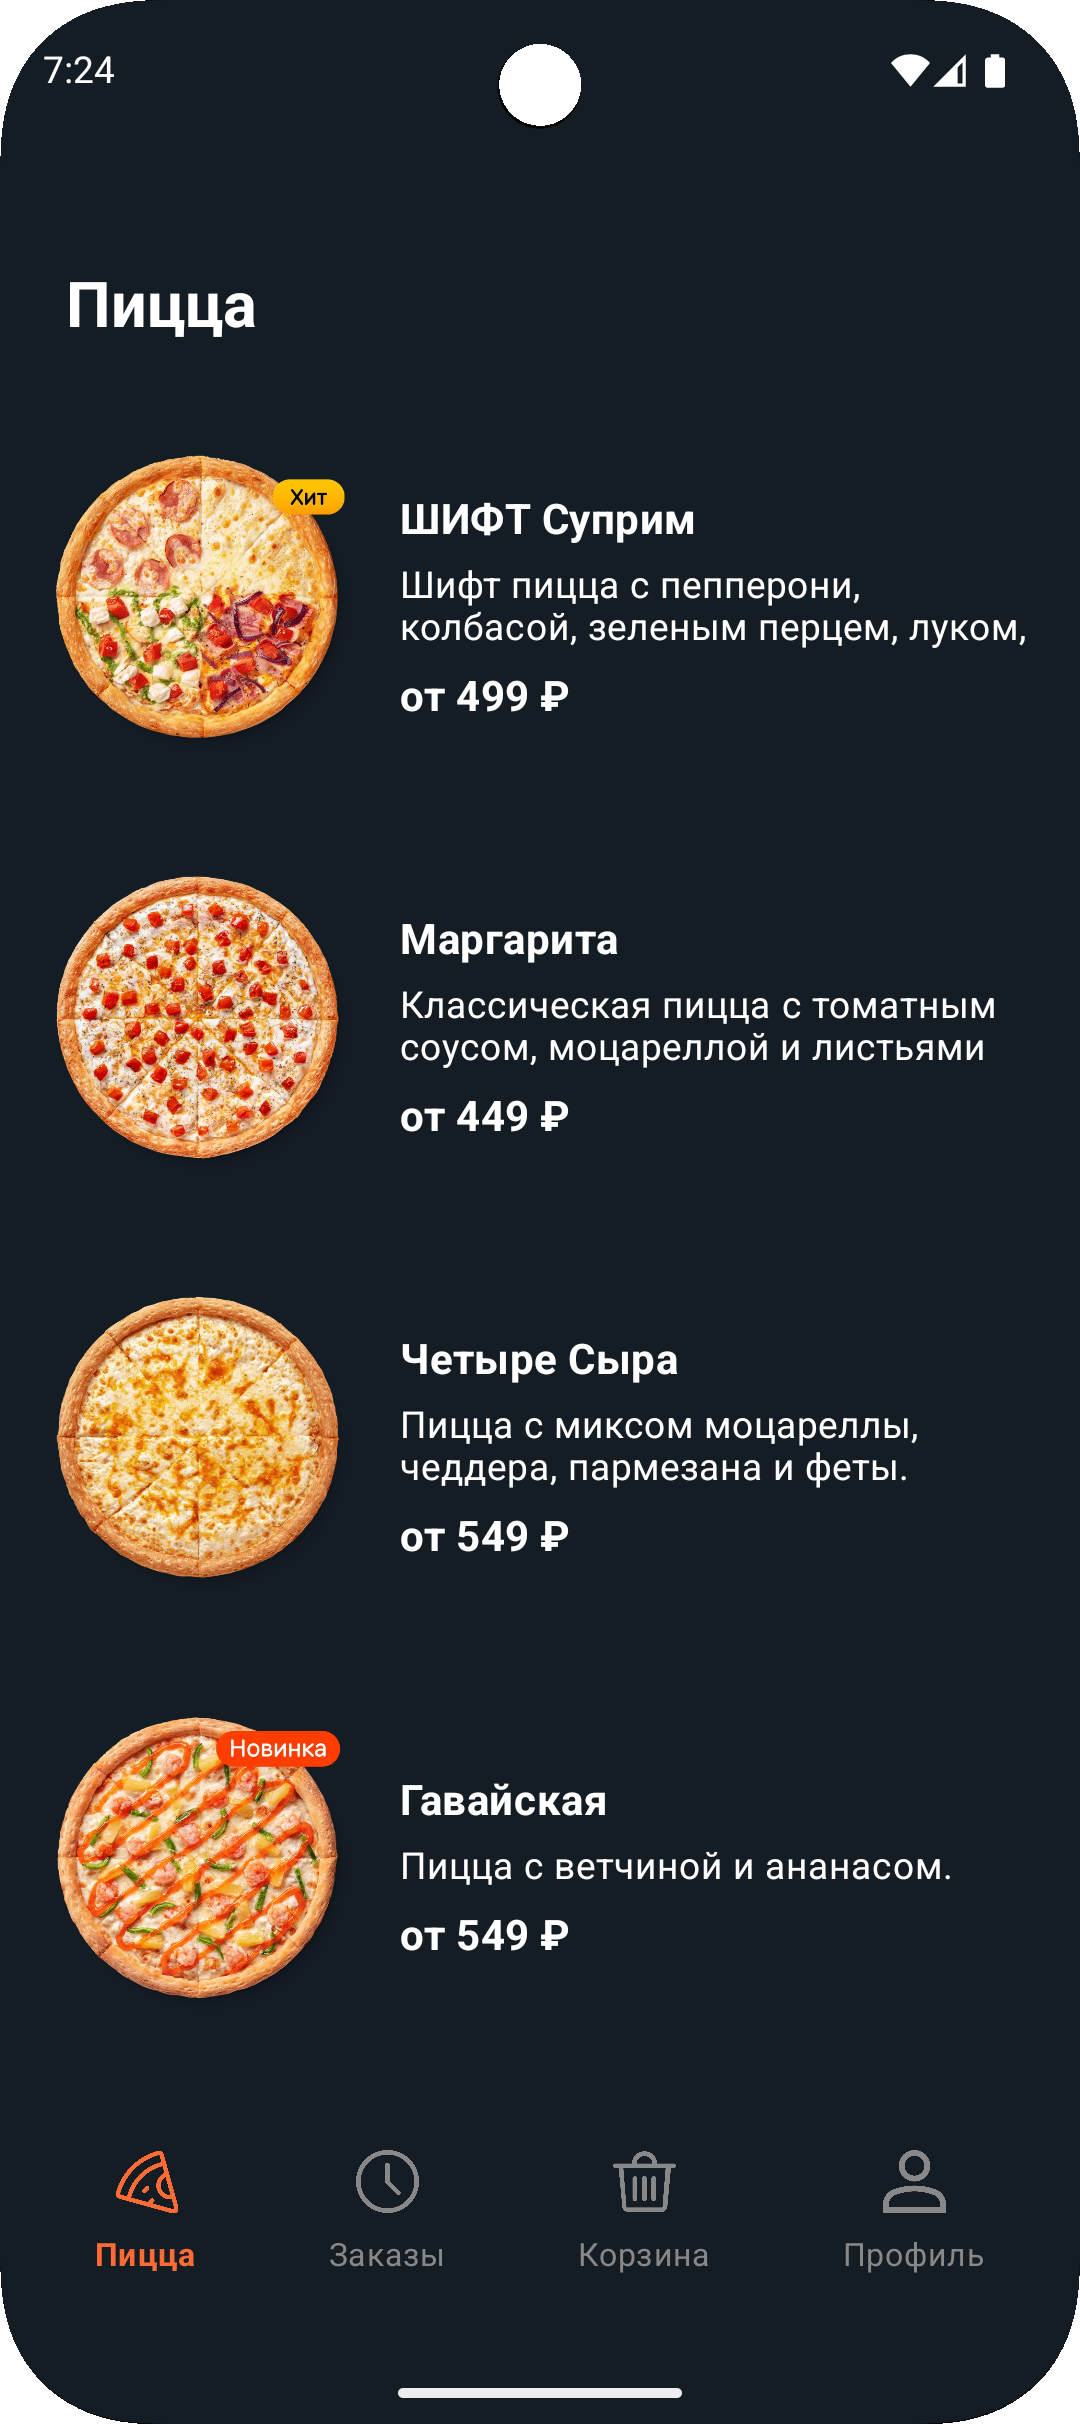 7:24
Пицца
Хит
ШИФТ Суприм
Шифт пицца с пепперони,
колбасой, зеленым перцем, луком,
от 499 ₽
Маргарита
Классическая пицца с томатным
соусом, моцареллой и листьями
от 449 ₽
Четыре Сыра
Пицца с миксом моцареллы,
чеддера, пармезана и феты.
от 549 ₽
Новинка
Гавайская
Пицца с ветчиной и ананасом.
от 549 ₽
Пицца
Заказы
Корзина
Профиль